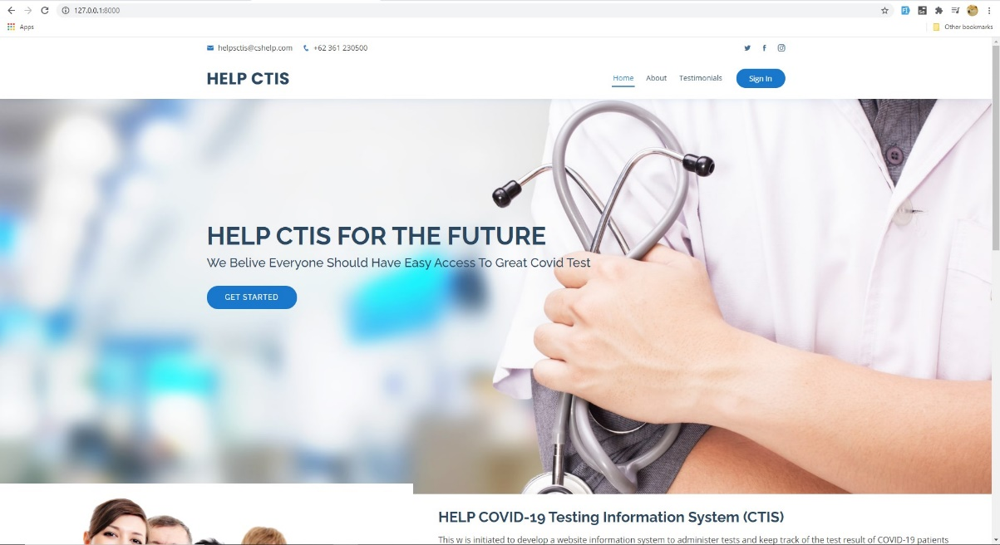 127.0.0.1:8000
Apps
Other bookmarks
helpsctis@cshelp.com +62 361 230500
HELP CTIS
Home About Testimonials Sign In
HELP CTIS FOR THE FUTURE
We Belive Everyone Should Have Easy Access To Great Covid Test
GET STARTED
HELP COVID-19 Testing Information System (CTIS)
This w is initiated to develop a website information system to administer tests and keep track of the test result of COVID-19 patients